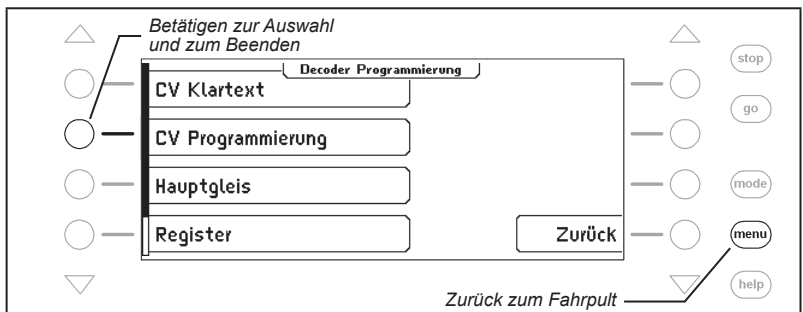 Betätigen zur Auswahl
und zum Beenden
Decoder Programmierung
CV Klartext
CV Programmierung
Hauptgleis
Register
Zurück
stop
go
mode
menu
help
Zurück zum Fahrpult